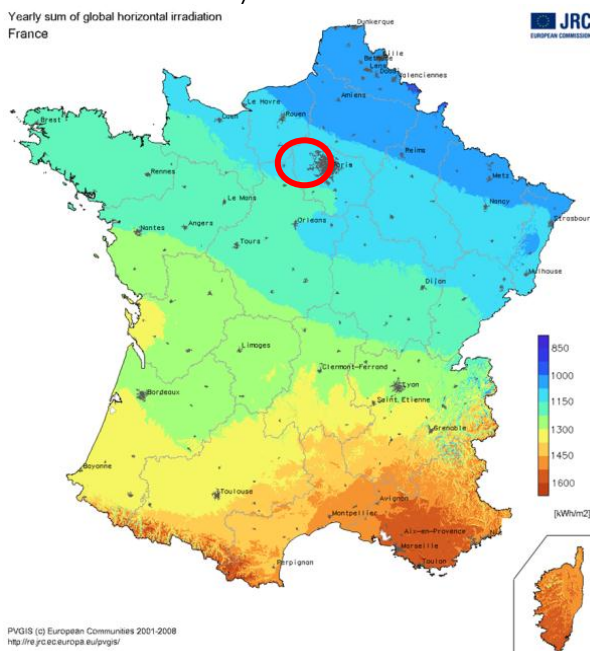 Yearly sum of global horizontal irradiation
France
JRC
EUROPEAN COMMISSION
Dunkerque
Lille
Lens
Valenciennes
Amiens
Le Havre
Rouen
Caen
Reims
Metz
Paris
Nancy
Strasbourg
Brest
Rennes
Le Mans
Orleans
Nantes
Angers
Tours
Mulhouse
Dijon
Limoges
Clermont-Ferrand
Lyon
Saint Etienne
Grenoble
Bordeaux
Bayonne
Toulouse
Montpellier
Avignon
Aix-en-Provence
Marseille
Toulon
Perpignan
850
1000
1150
1300
1450
1600
[kWh/m2]
PVGIS (c) European Communities 2001-2008
http://re.jrc.ec.europa.eu/pvgis/